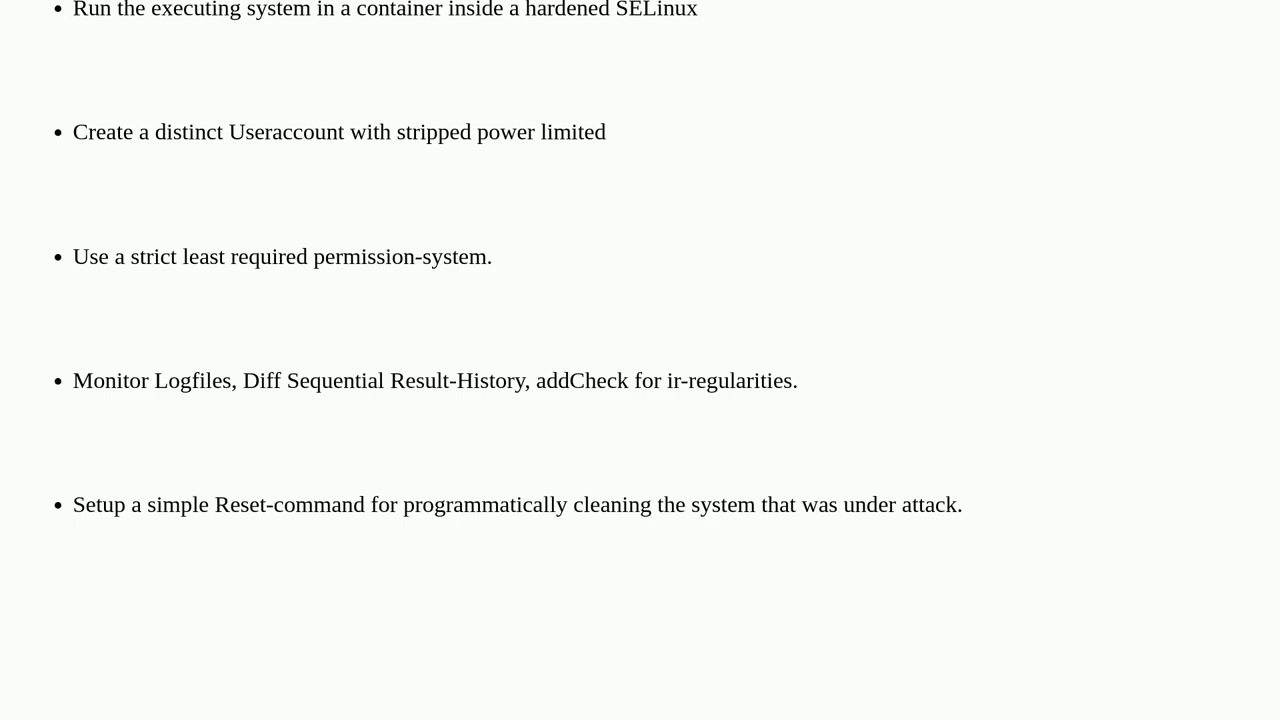 Run the executing system in a container inside a hardened SELinux
Create a distinct Useraccount with stripped power limited
Use a strict least required permission-system.
Monitor Logfiles, Diff Sequential Result-History, addCheck for ir-regularities.
Setup a simple Reset-command for programmatically cleaning the system that was under attack.